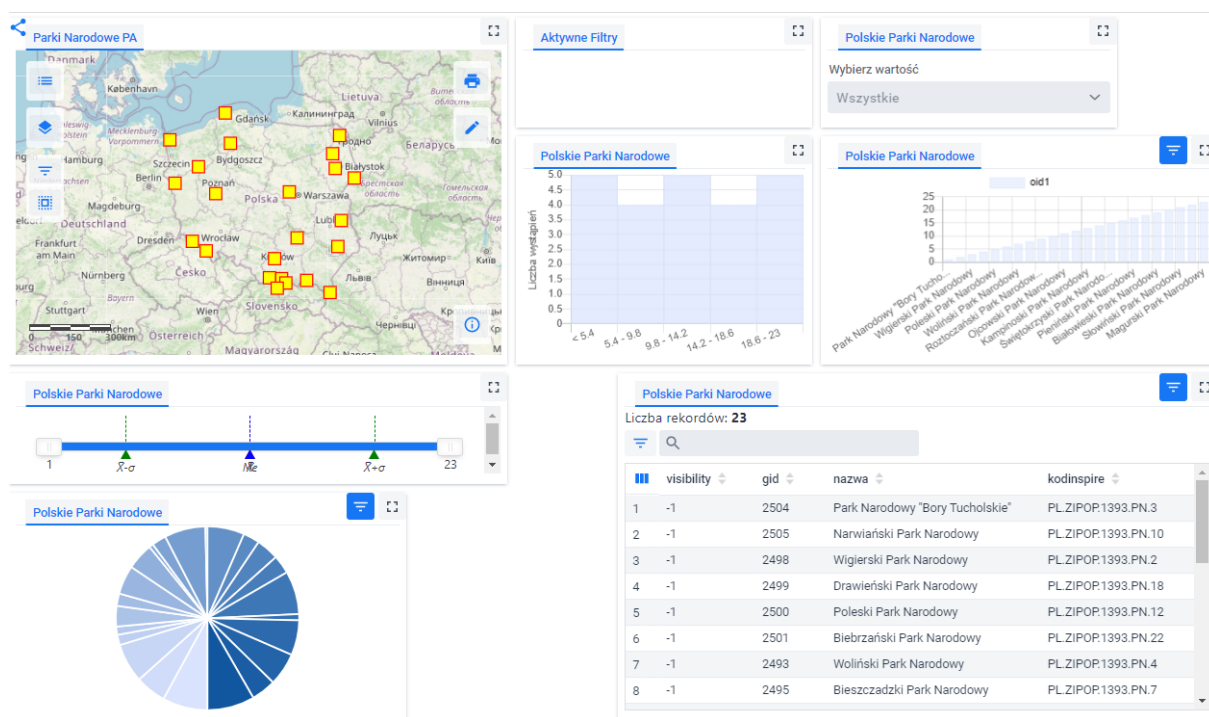 Parki Narodowe PA
Danmark
København
Lietuva
Vilnius
Калининград
Gdańsk
Mecklenburg
Vorpommern
Hamburg
Szczecin
Bydgoszcz
Białystok
Беларусь
Berlin
Poznań
Polska
Warszawa
Брестская
область
Гомельская
область
Magdeburg
Deutschland
Lubl
Dresden
Wrocław
Луцьк
Житомир
Київ
Frankfurt
am Main
Nürnberg
Česko
Львів
Вінниця
Bayern
Stuttgart
Wien
Slovensko
Чернівці
0 150 300km
Österreich
Schweiz
Magyarország
Cluj-Napoca
Aktywne Filtry
Polskie Parki Narodowe
Wybierz wartość
Wszystkie
Polskie Parki Narodowe
Liczba wystąpień
5.0
4.5
4.0
3.5
3.0
2.5
2.0
1.5
1.0
0.5
0
< 5.4
5.4 - 9.8
9.8 - 14.2
14.2 - 18.6
18.6 - 23
Polskie Parki Narodowe
oid1
25
20
15
10
5
0
Park Narodowy "Bory Tucho...
Wigierski Park Narodowy
Poleski Park Narodowy
Woliński Park Narodowy
Roztoczański Park Narodow...
Ojcowski Park Narodowy
Kampinoski Park Narodowy
Świętokrzyski Park Narodo...
Pieniński Park Narodowy
Białowieski Park Narodowy
Słowiński Park Narodowy
Magurski Park Narodowy
Polskie Parki Narodowe
1 X̄-σ X̄+σ 23
Polskie Parki Narodowe
Polskie Parki Narodowe
Liczba rekordów: 23
visibility gid nazwa kodinspire
1 -1 2504 Park Narodowy "Bory Tucholskie" PL.ZIPOP.1393.PN.3
2 -1 2505 Narwiański Park Narodowy PL.ZIPOP.1393.PN.10
3 -1 2498 Wigierski Park Narodowy PL.ZIPOP.1393.PN.2
4 -1 2499 Drawieński Park Narodowy PL.ZIPOP.1393.PN.18
5 -1 2500 Poleski Park Narodowy PL.ZIPOP.1393.PN.12
6 -1 2501 Biebrzański Park Narodowy PL.ZIPOP.1393.PN.22
7 -1 2493 Woliński Park Narodowy PL.ZIPOP.1393.PN.4
8 -1 2495 Bieszczadzki Park Narodowy PL.ZIPOP.1393.PN.7